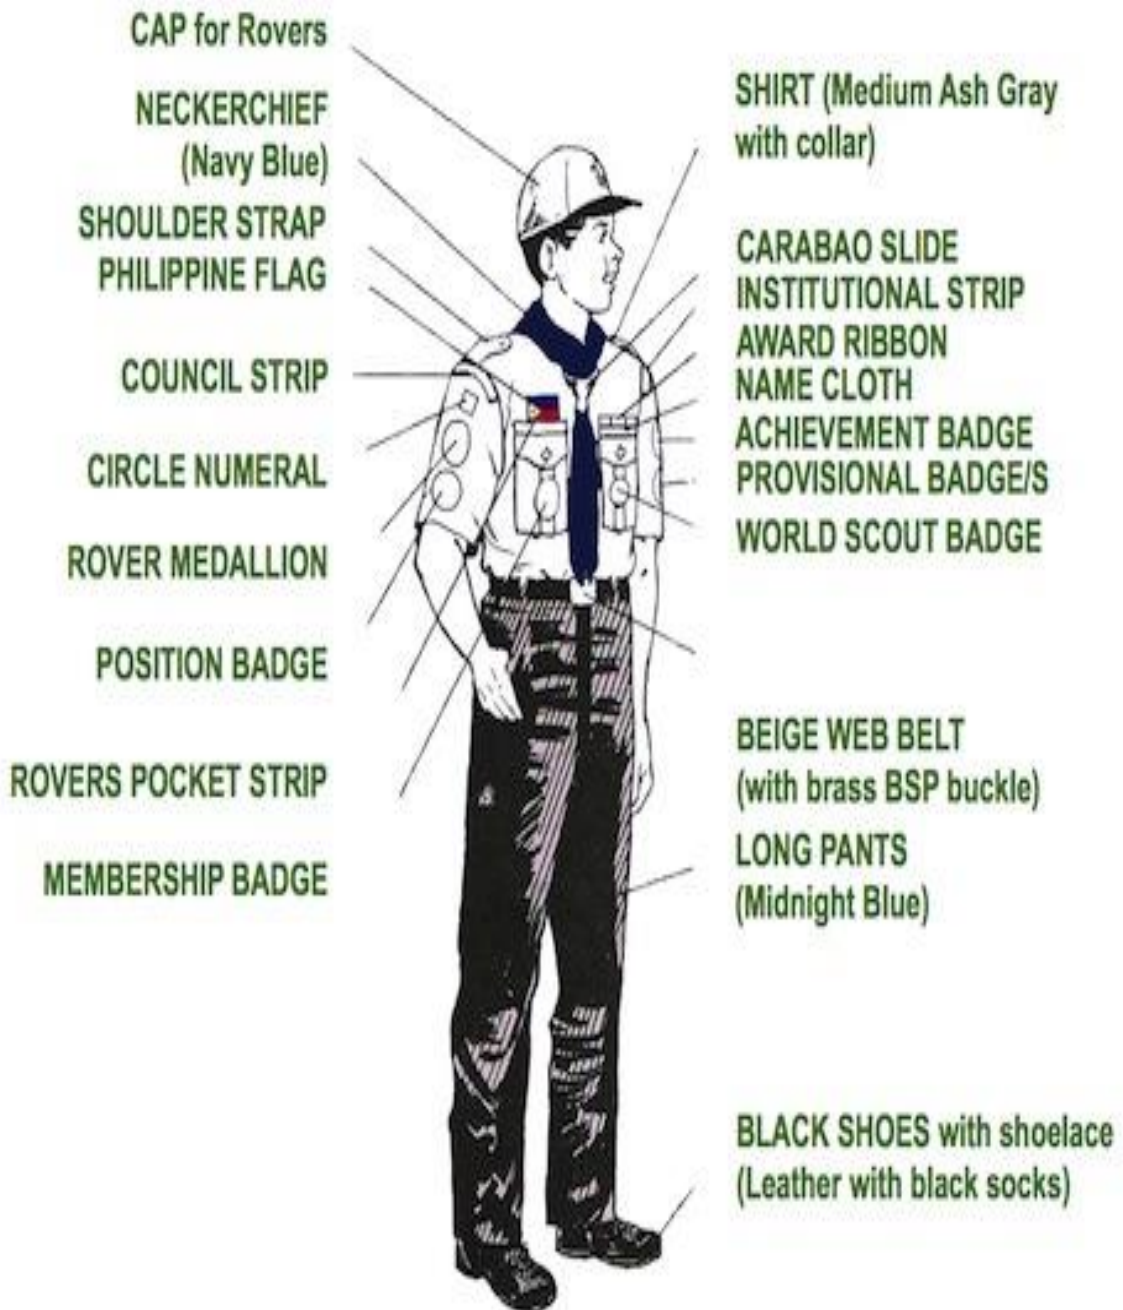 CAP for Rovers
NECKERCHIEF
(Navy Blue)
SHOULDER STRAP
PHILIPPINE FLAG
COUNCIL STRIP
CIRCLE NUMERAL
ROVER MEDALLION
POSITION BADGE
ROVERS POCKET STRIP
MEMBERSHIP BADGE
SHIRT (Medium Ash Gray
with collar)
CARABAO SLIDE
INSTITUTIONAL STRIP
AWARD RIBBON
NAME CLOTH
ACHIEVEMENT BADGE
PROVISIONAL BADGE/S
WORLD SCOUT BADGE
BEIGE WEB BELT
(with brass BSP buckle)
LONG PANTS
(Midnight Blue)
BLACK SHOES with shoelace
(Leather with black socks)